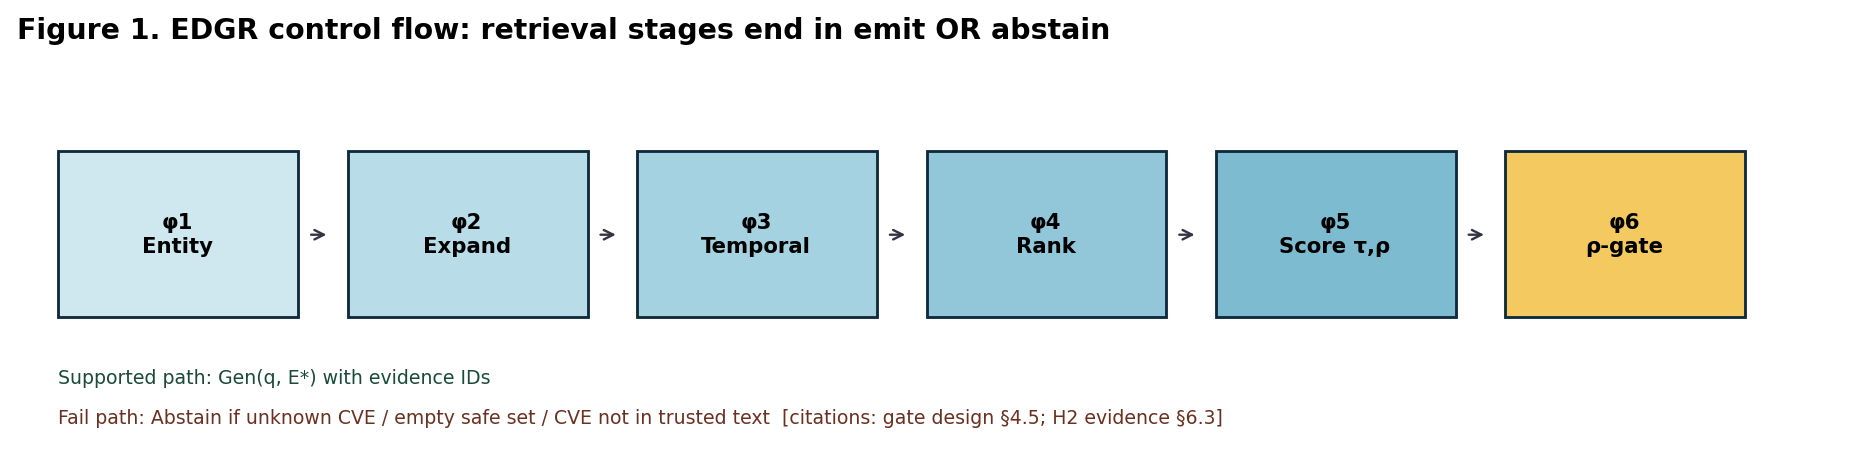 Figure 1. EDGR control flow: retrieval stages end in emit OR abstain
φ1
Entity
φ2
Expand
φ3
Temporal
φ4
Rank
φ5
Score τ,ρ
φ6
ρ-gate
Supported path: Gen(q, E*) with evidence IDs
Fail path: Abstain if unknown CVE / empty safe set / CVE not in trusted text  [citations: gate design §4.5; H2 evidence §6.3]